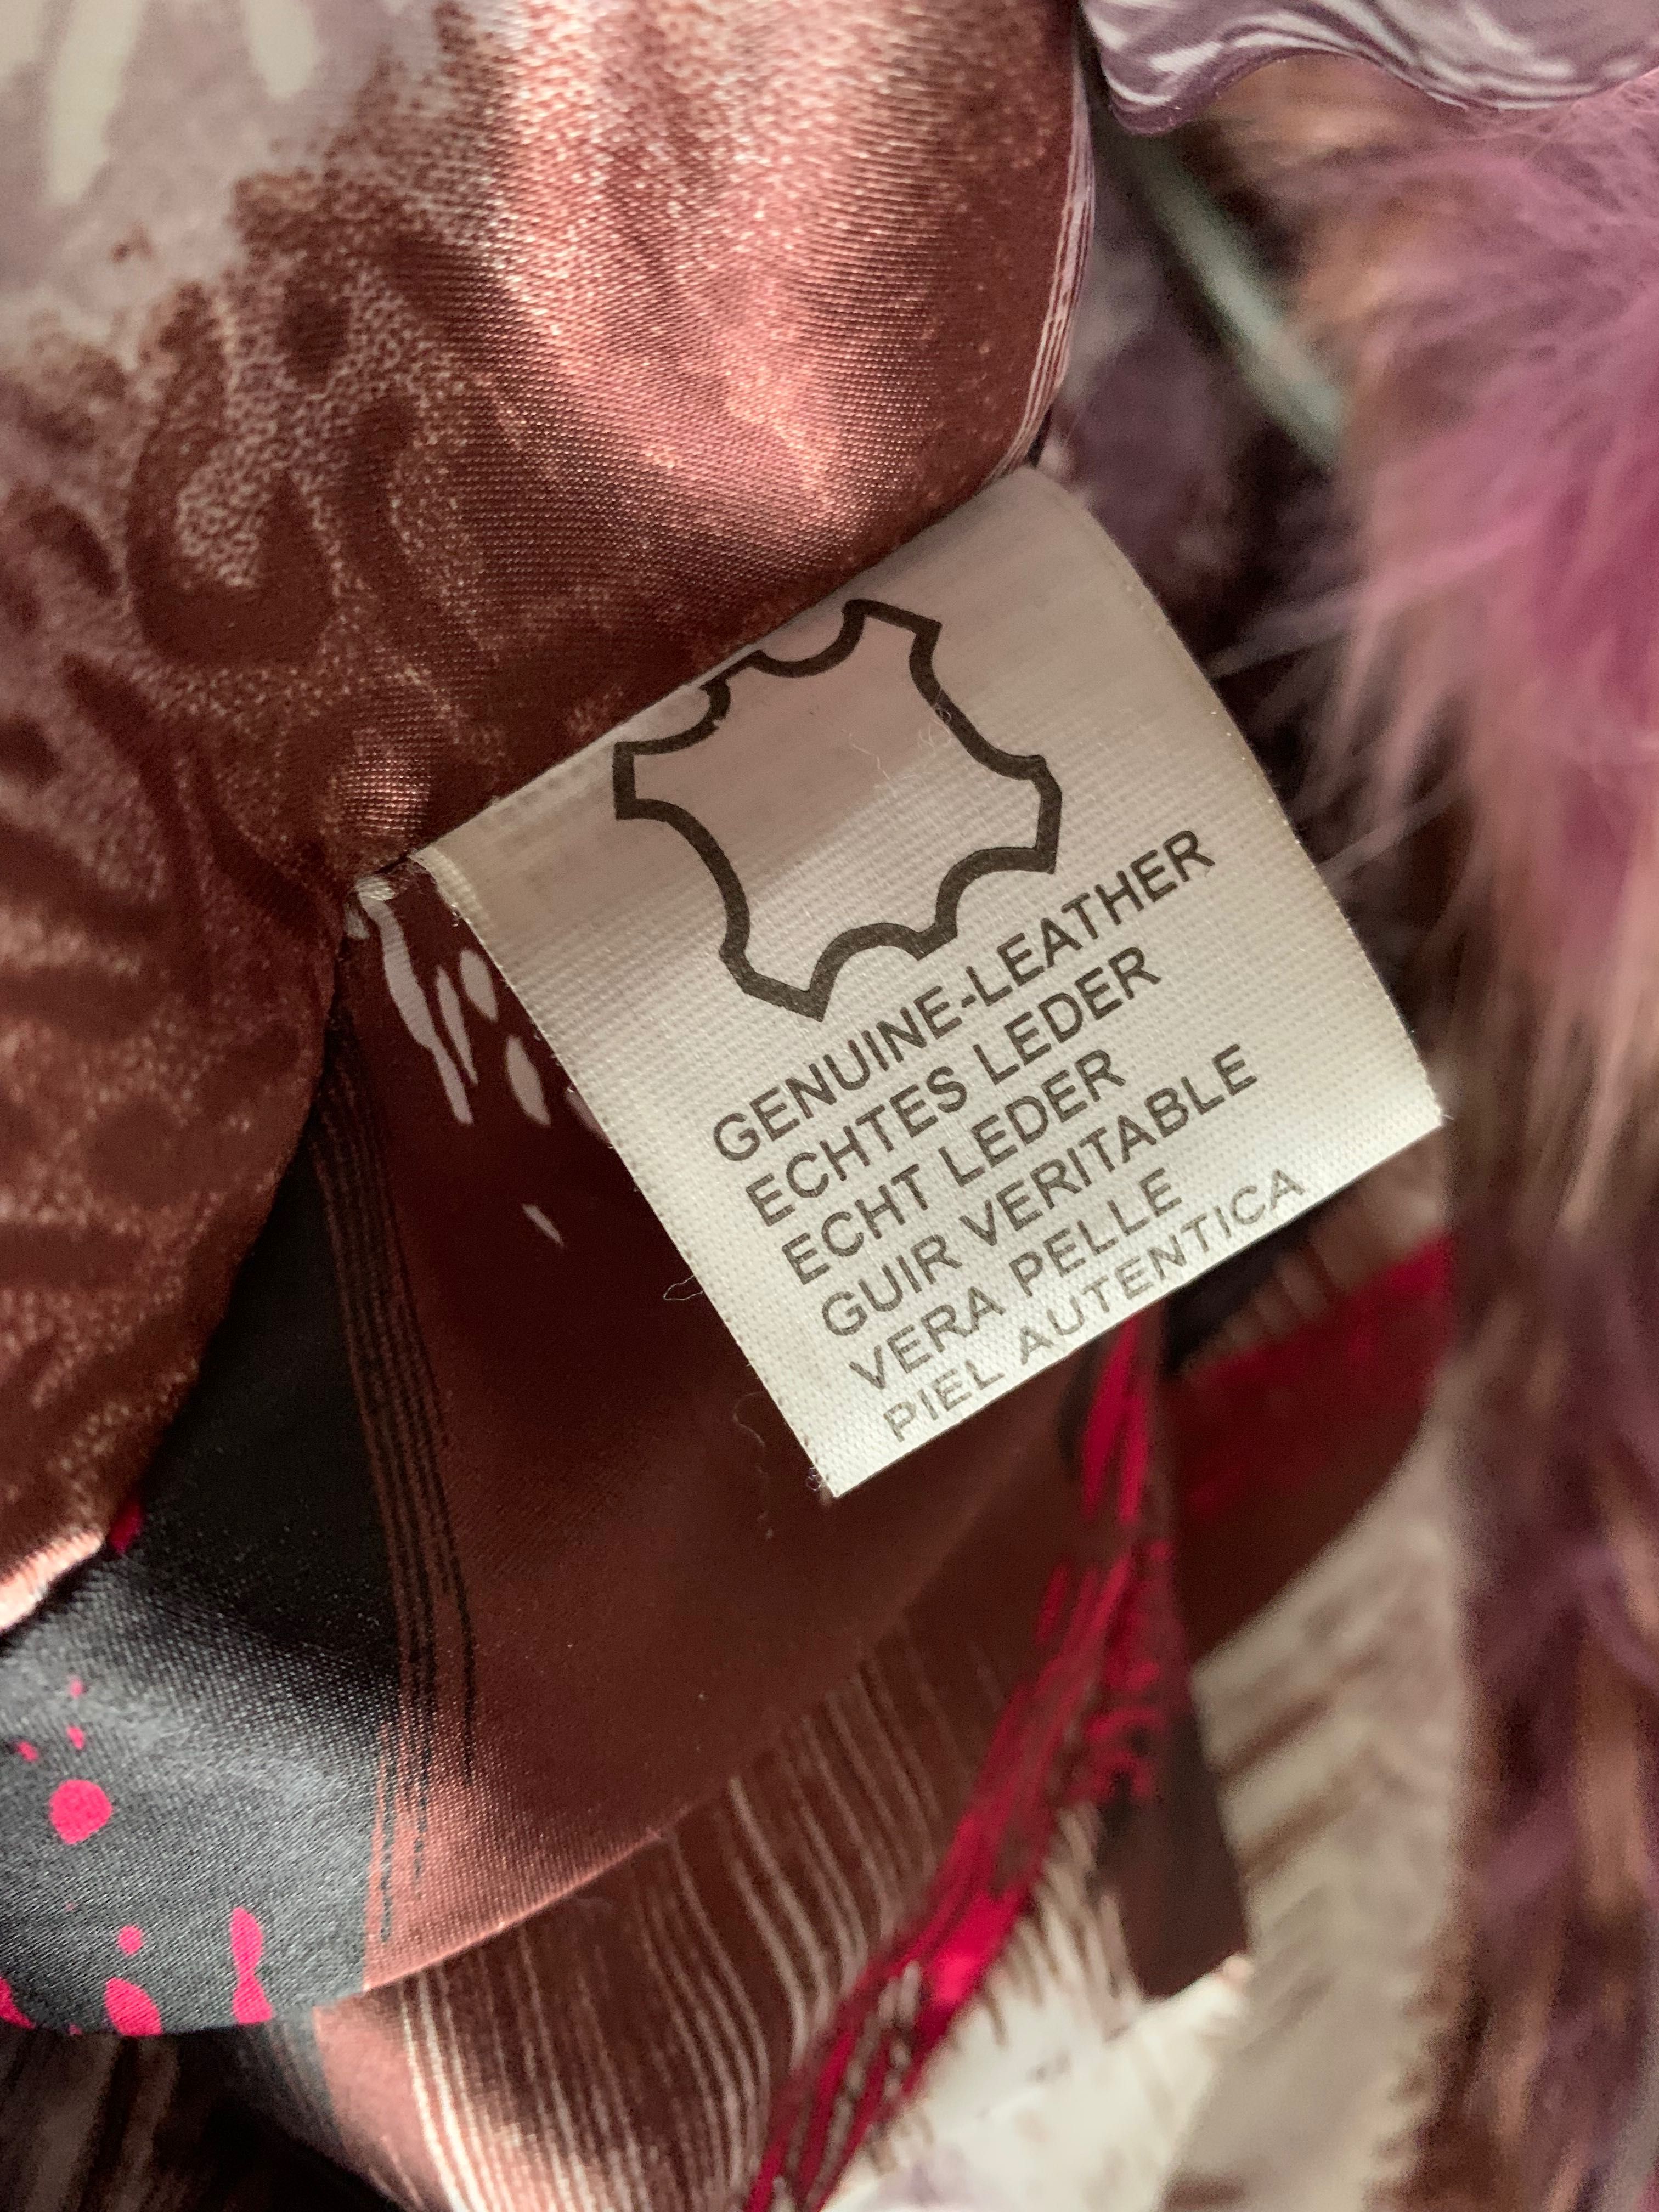 GENUINE-LEATHER
ECHTES LEDER
ECHT LEDER
GUIR VERITABLE
VERA PELLE
PIEL AUTENTICA